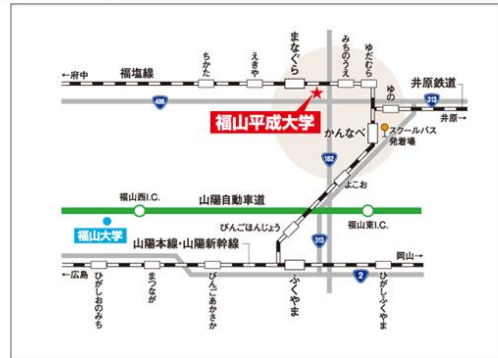 まなぐら
みちのうえ
ゆだむら
えきや
ちかた
福塩線
←府中
井原鉄道
313
486
ゆの
井原→
福山平成大学
かんなべ
スクールバス
発着場
182
よこお
福山西I.C.
山陽自動車道
福山東I.C.
福山大学
びんごほんじょう
313
山陽本線・山陽新幹線
岡山→
←広島
2
ひがしおのみち
まつなが
びんごあかさか
ふくやま
ひがしふくやま